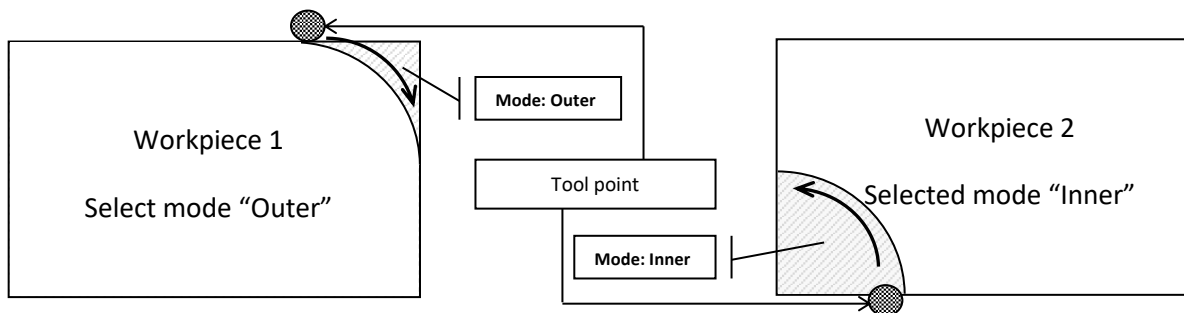 Workpiece 1
Select mode “Outer”
Mode: Outer
Tool point
Mode: Inner
Workpiece 2
Selected mode “Inner”